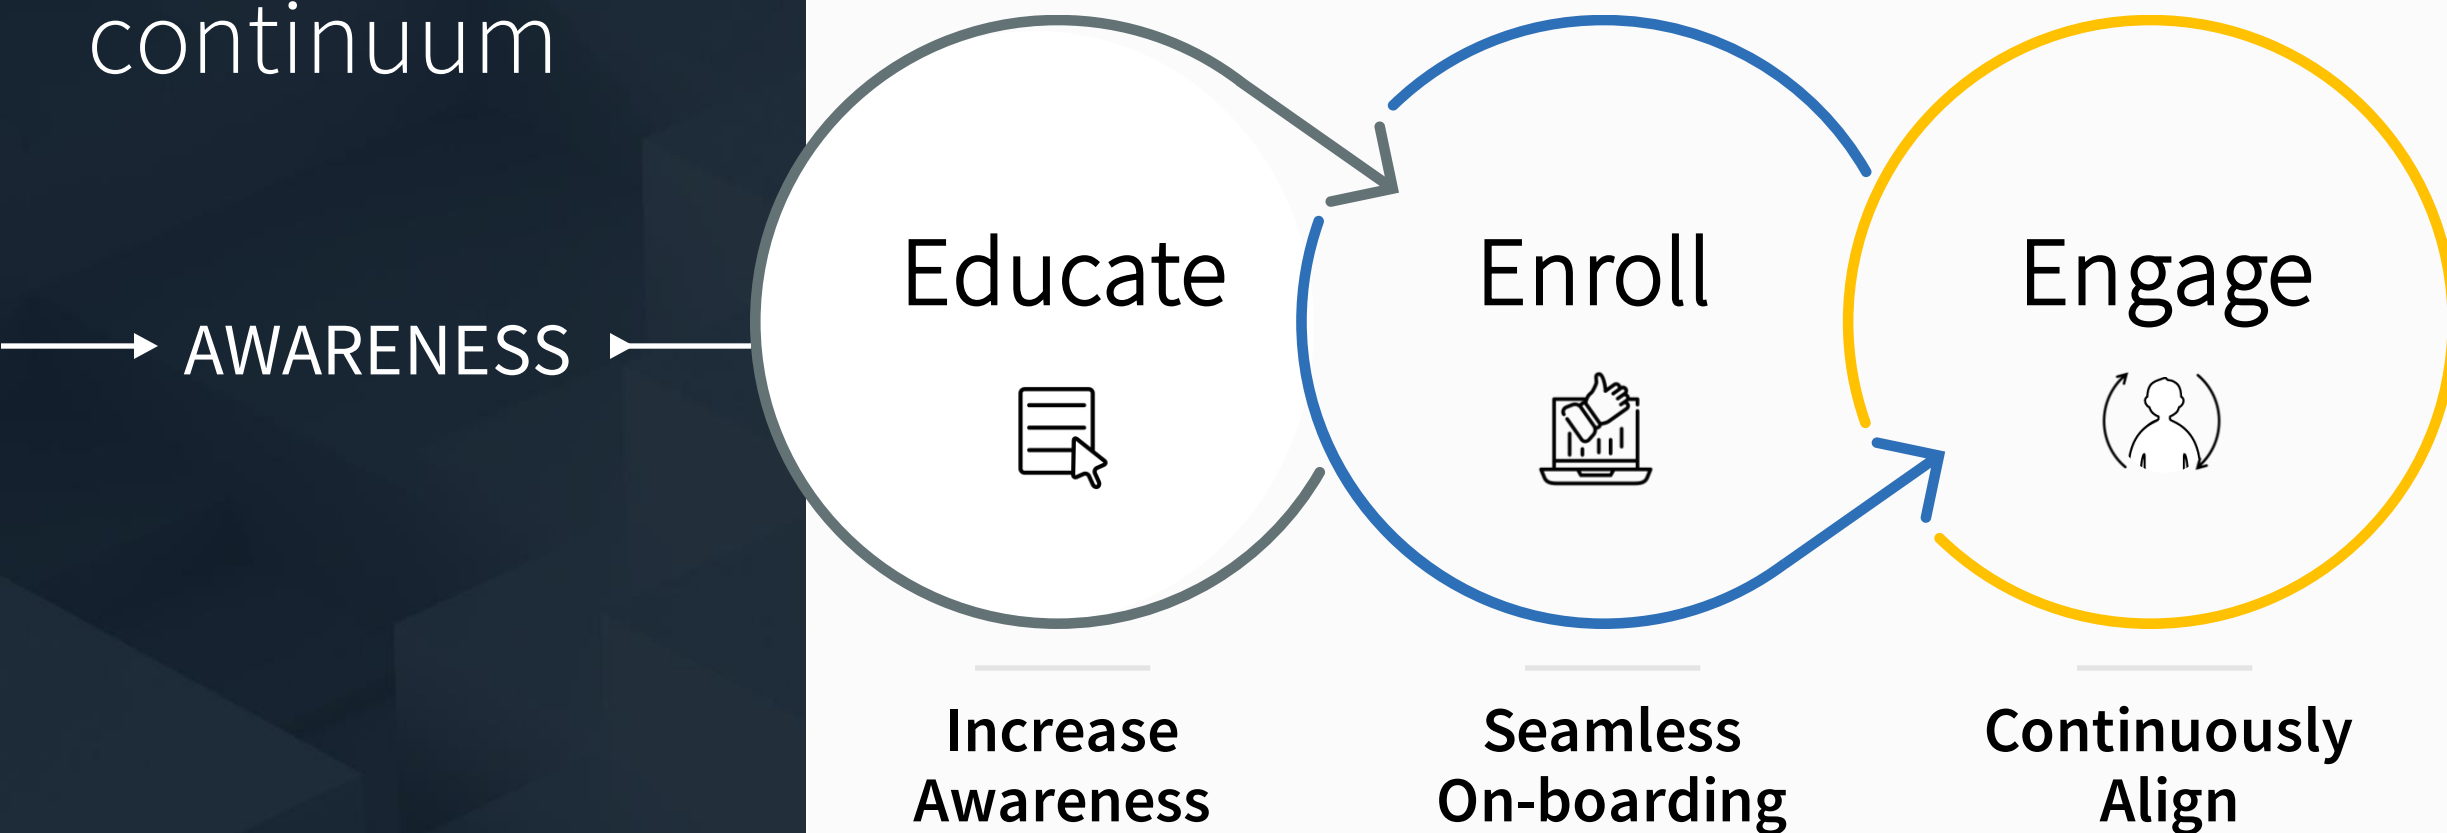 continuum
AWARENESS
Educate
Enroll
Engage
Increase
Awareness
Seamless
On-boarding
Continuously
Align